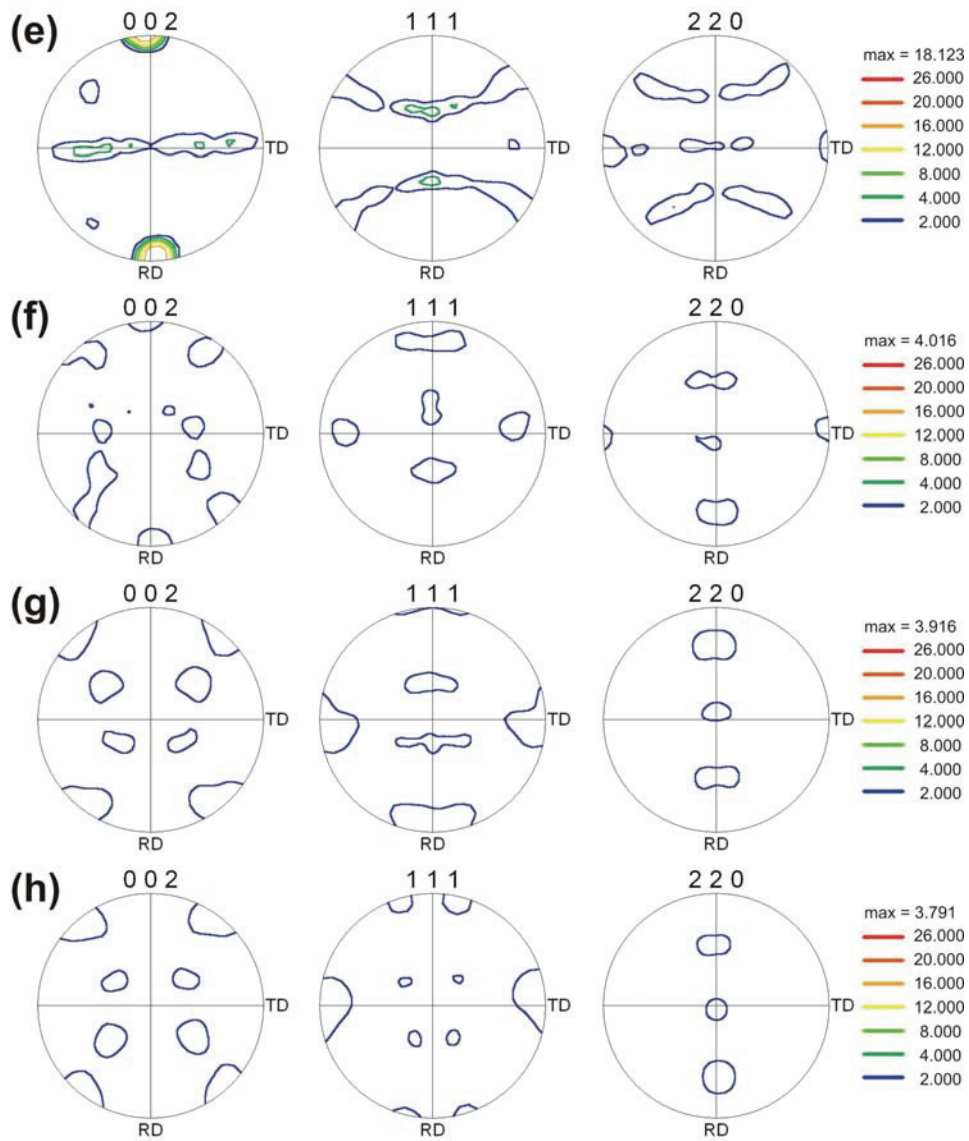 (e)
0 0 2
1 1 1
2 2 0
max = 18.123
26.000
20.000
16.000
12.000
8.000
4.000
2.000
TD
TD
TD
RD
RD
RD
(f)
0 0 2
1 1 1
2 2 0
max = 4.016
26.000
20.000
16.000
12.000
8.000
4.000
2.000
TD
TD
TD
RD
RD
RD
(g)
0 0 2
1 1 1
2 2 0
max = 3.916
26.000
20.000
16.000
12.000
8.000
4.000
2.000
TD
TD
TD
RD
RD
RD
(h)
0 0 2
1 1 1
2 2 0
max = 3.791
26.000
20.000
16.000
12.000
8.000
4.000
2.000
TD
TD
TD
RD
RD
RD